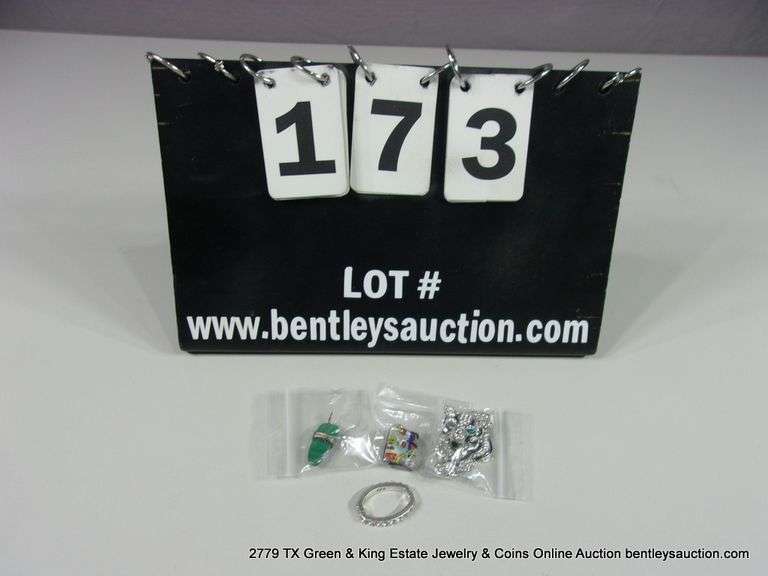 173
LOT #
www.bentleysauction.com
2779 TX Green & King Estate Jewelry & Coins Online Auction bentleysauction.com